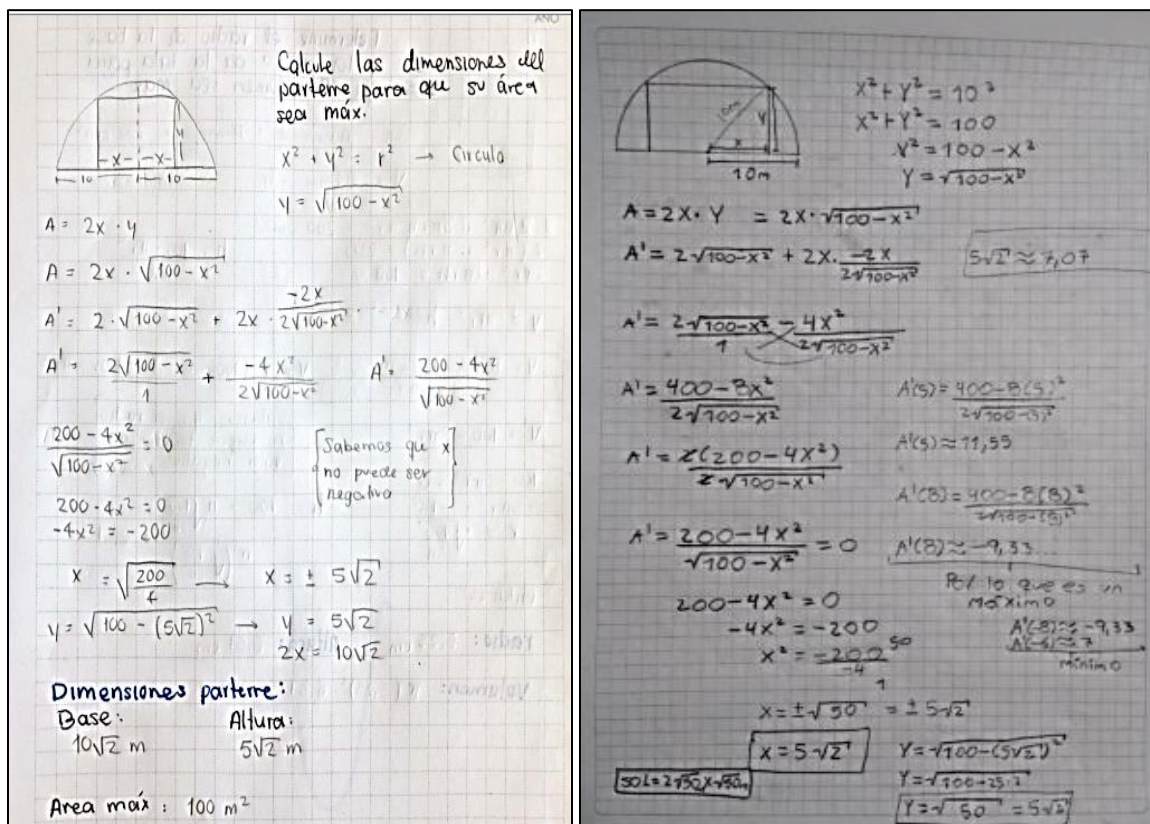 AÑO
Calcule las dimensiones del
parterre para que su área
sea máx.
y
-x- -x-
10 10
x² + y² = r² → Circulo
y = √(100 - x²)
A = 2x · y
A = 2x · √(100 - x²)
A' = 2 · √(100 - x²) + 2x · -2x / 2√(100-x²)
A' = 2√(100 - x²) / 1 + -4x² / 2√(100-x²) A' = 200 - 4x² / √(100 - x²)
200 - 4x² / √(100-x²) = 0
[Sabemos que x
no puede ser
negativo]
200 - 4x² = 0
-4x² = -200
x = √(200/4) → x = ± 5√2
y = √(100 - (5√2)²) → y = 5√2
2x = 10√2
Dimensiones parterre:
Base: Altura:
10√2 m 5√2 m
Area máx : 100 m²
10m
y
x
10m
X² + Y² = 10²
X² + Y² = 100
Y² = 100 - X²
Y = √(100-X²)
A = 2X · Y = 2X · √(100-X²)
A' = 2√(100-X²) + 2X · -2X / 2√(100-X²)
5√2 ≈ 7,07
A' = 2√(100-X²) / 1 - 4X² / 2√(100-X²)
A' = 400-8X² / 2√(100-X²)
A' = 2(200-4X²) / 2√(100-X²)
A' = 200-4X² / √(100-X²) = 0
200-4X² = 0
-4X² = -200
X² = -200 / -4 50
1
X = ±√50 = ± 5√2
X = 5√2
SOL = 2√50 x √50
A'(5) = 400-8(5)² / 2√(100-(5)²)
A'(5) ≈ 11,55
A'(8) = 400-8(8)² / 2√(100-(8)²)
A'(8) ≈ -9,33...
Por lo que es un
máximo
A'(-8) ≈ -9,33
mínimo
Y = √(100-(5√2)²)
Y = √(100-25·2)
Y = √50 = 5√2